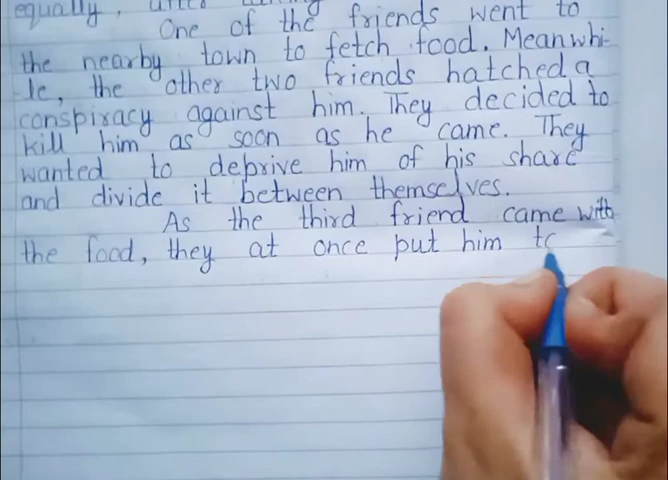 equally,
One of the friends went to
the nearby town to fetch food. Meanwhi-
le, the other two friends hatched a
conspiracy against him. They decided to
kill him as soon as he came. They
wanted to deprive him of his share
and divide it between themselves.
As the third friend came with
the food, they at once put him to